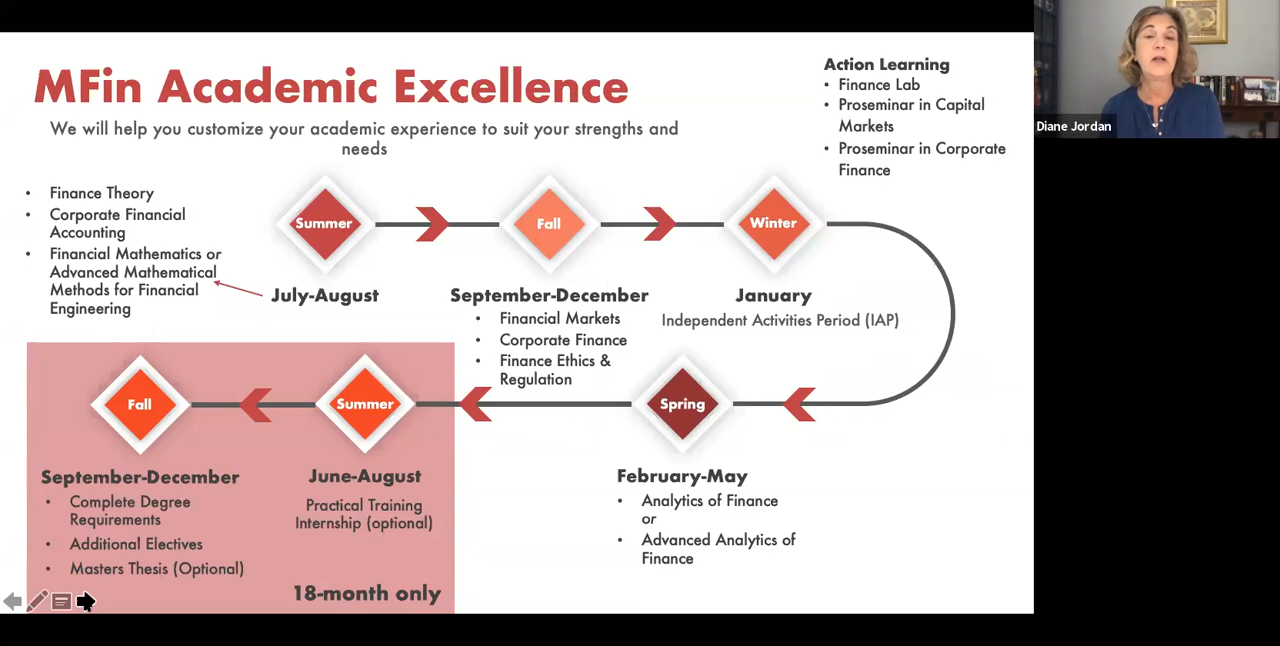 MFin Academic Excellence
We will help you customize your academic experience to suit your strengths and
needs
Action Learning
• Finance Lab
• Proseminar in Capital
Markets
• Proseminar in Corporate
Finance
Diane Jordan
• Finance Theory
• Corporate Financial
Accounting
• Financial Mathematics or
Advanced Mathematical
Methods for Financial
Engineering
Summer
July-August
Fall
September-December
• Financial Markets
• Corporate Finance
• Finance Ethics &
Regulation
Winter
January
Independent Activities Period (IAP)
Spring
February-May
• Analytics of Finance
or
• Advanced Analytics of
Finance
Summer
June-August
Practical Training
Internship (optional)
Fall
September-December
• Complete Degree
Requirements
• Additional Electives
• Masters Thesis (Optional)
18-month only